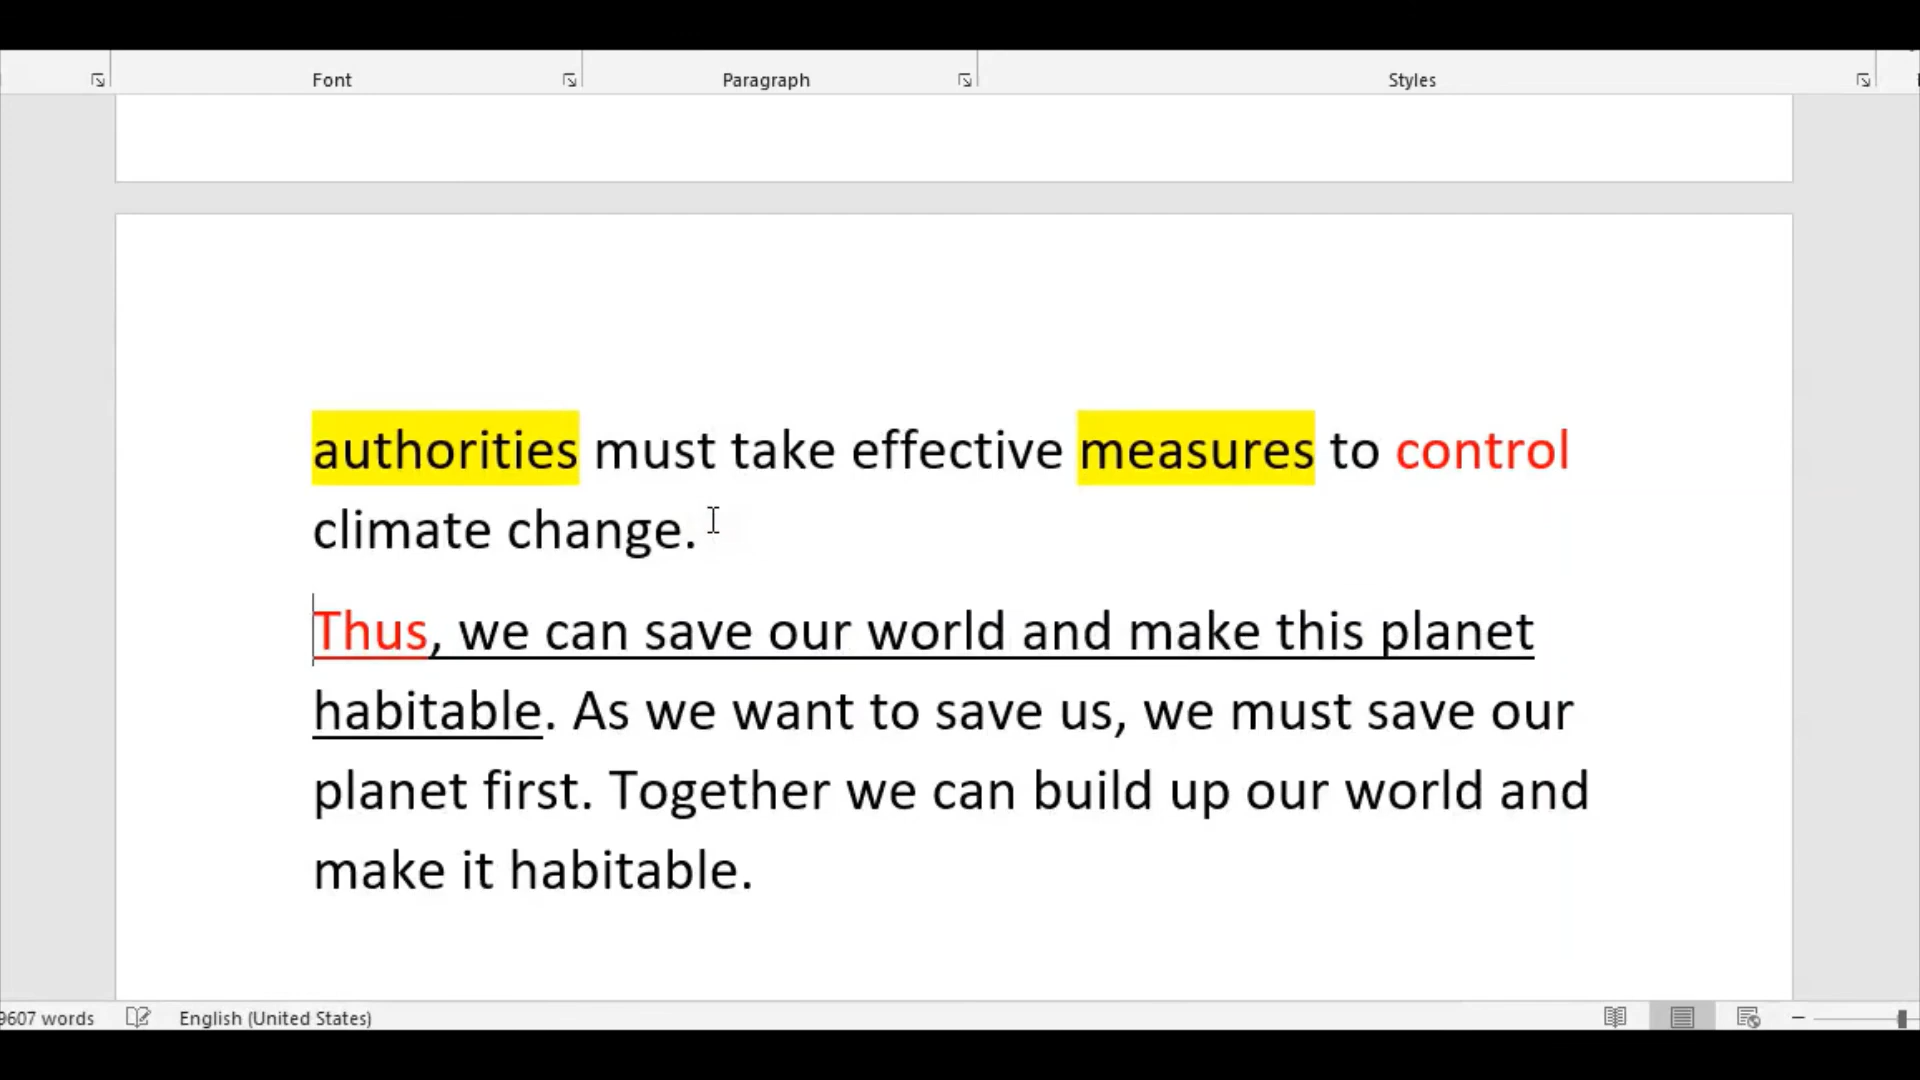 Font Paragraph Styles
authorities must take effective measures to control
climate change.
Thus, we can save our world and make this planet
habitable. As we want to save us, we must save our
planet first. Together we can build up our world and
make it habitable.
9607 words English (United States)